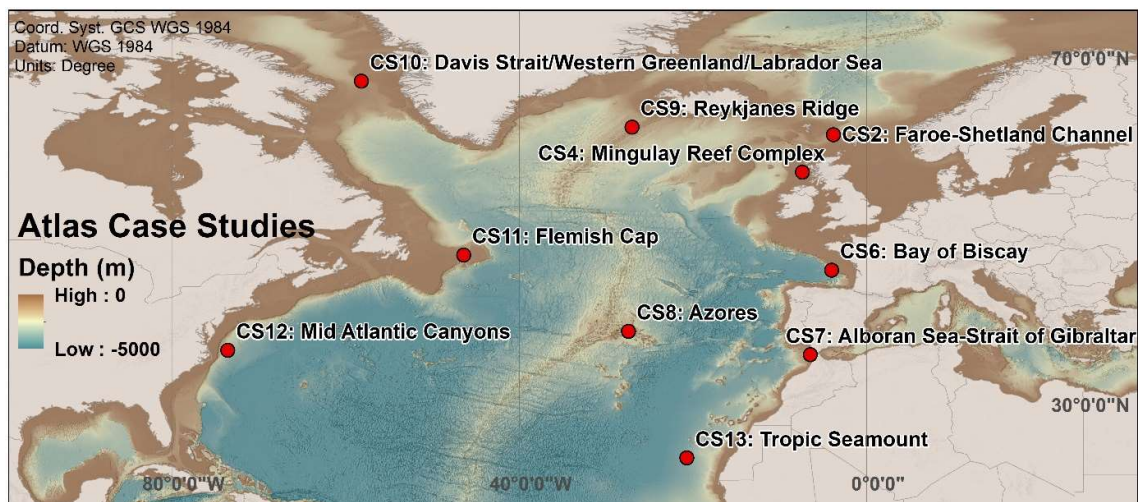 Coord. Syst. GCS WGS 1984
Datum: WGS 1984
Units: Degree
70°0'0"N
CS10: Davis Strait/Western Greenland/Labrador Sea
CS9: Reykjanes Ridge
CS2: Faroe-Shetland Channel
CS4: Mingulay Reef Complex
Atlas Case Studies
CS11: Flemish Cap
CS6: Bay of Biscay
Depth (m)
High : 0
Low : -5000
CS8: Azores
CS12: Mid Atlantic Canyons
CS7: Alboran Sea-Strait of Gibraltar
30°0'0"N
CS13: Tropic Seamount
80°0'0"W
40°0'0"W
0°0'0"